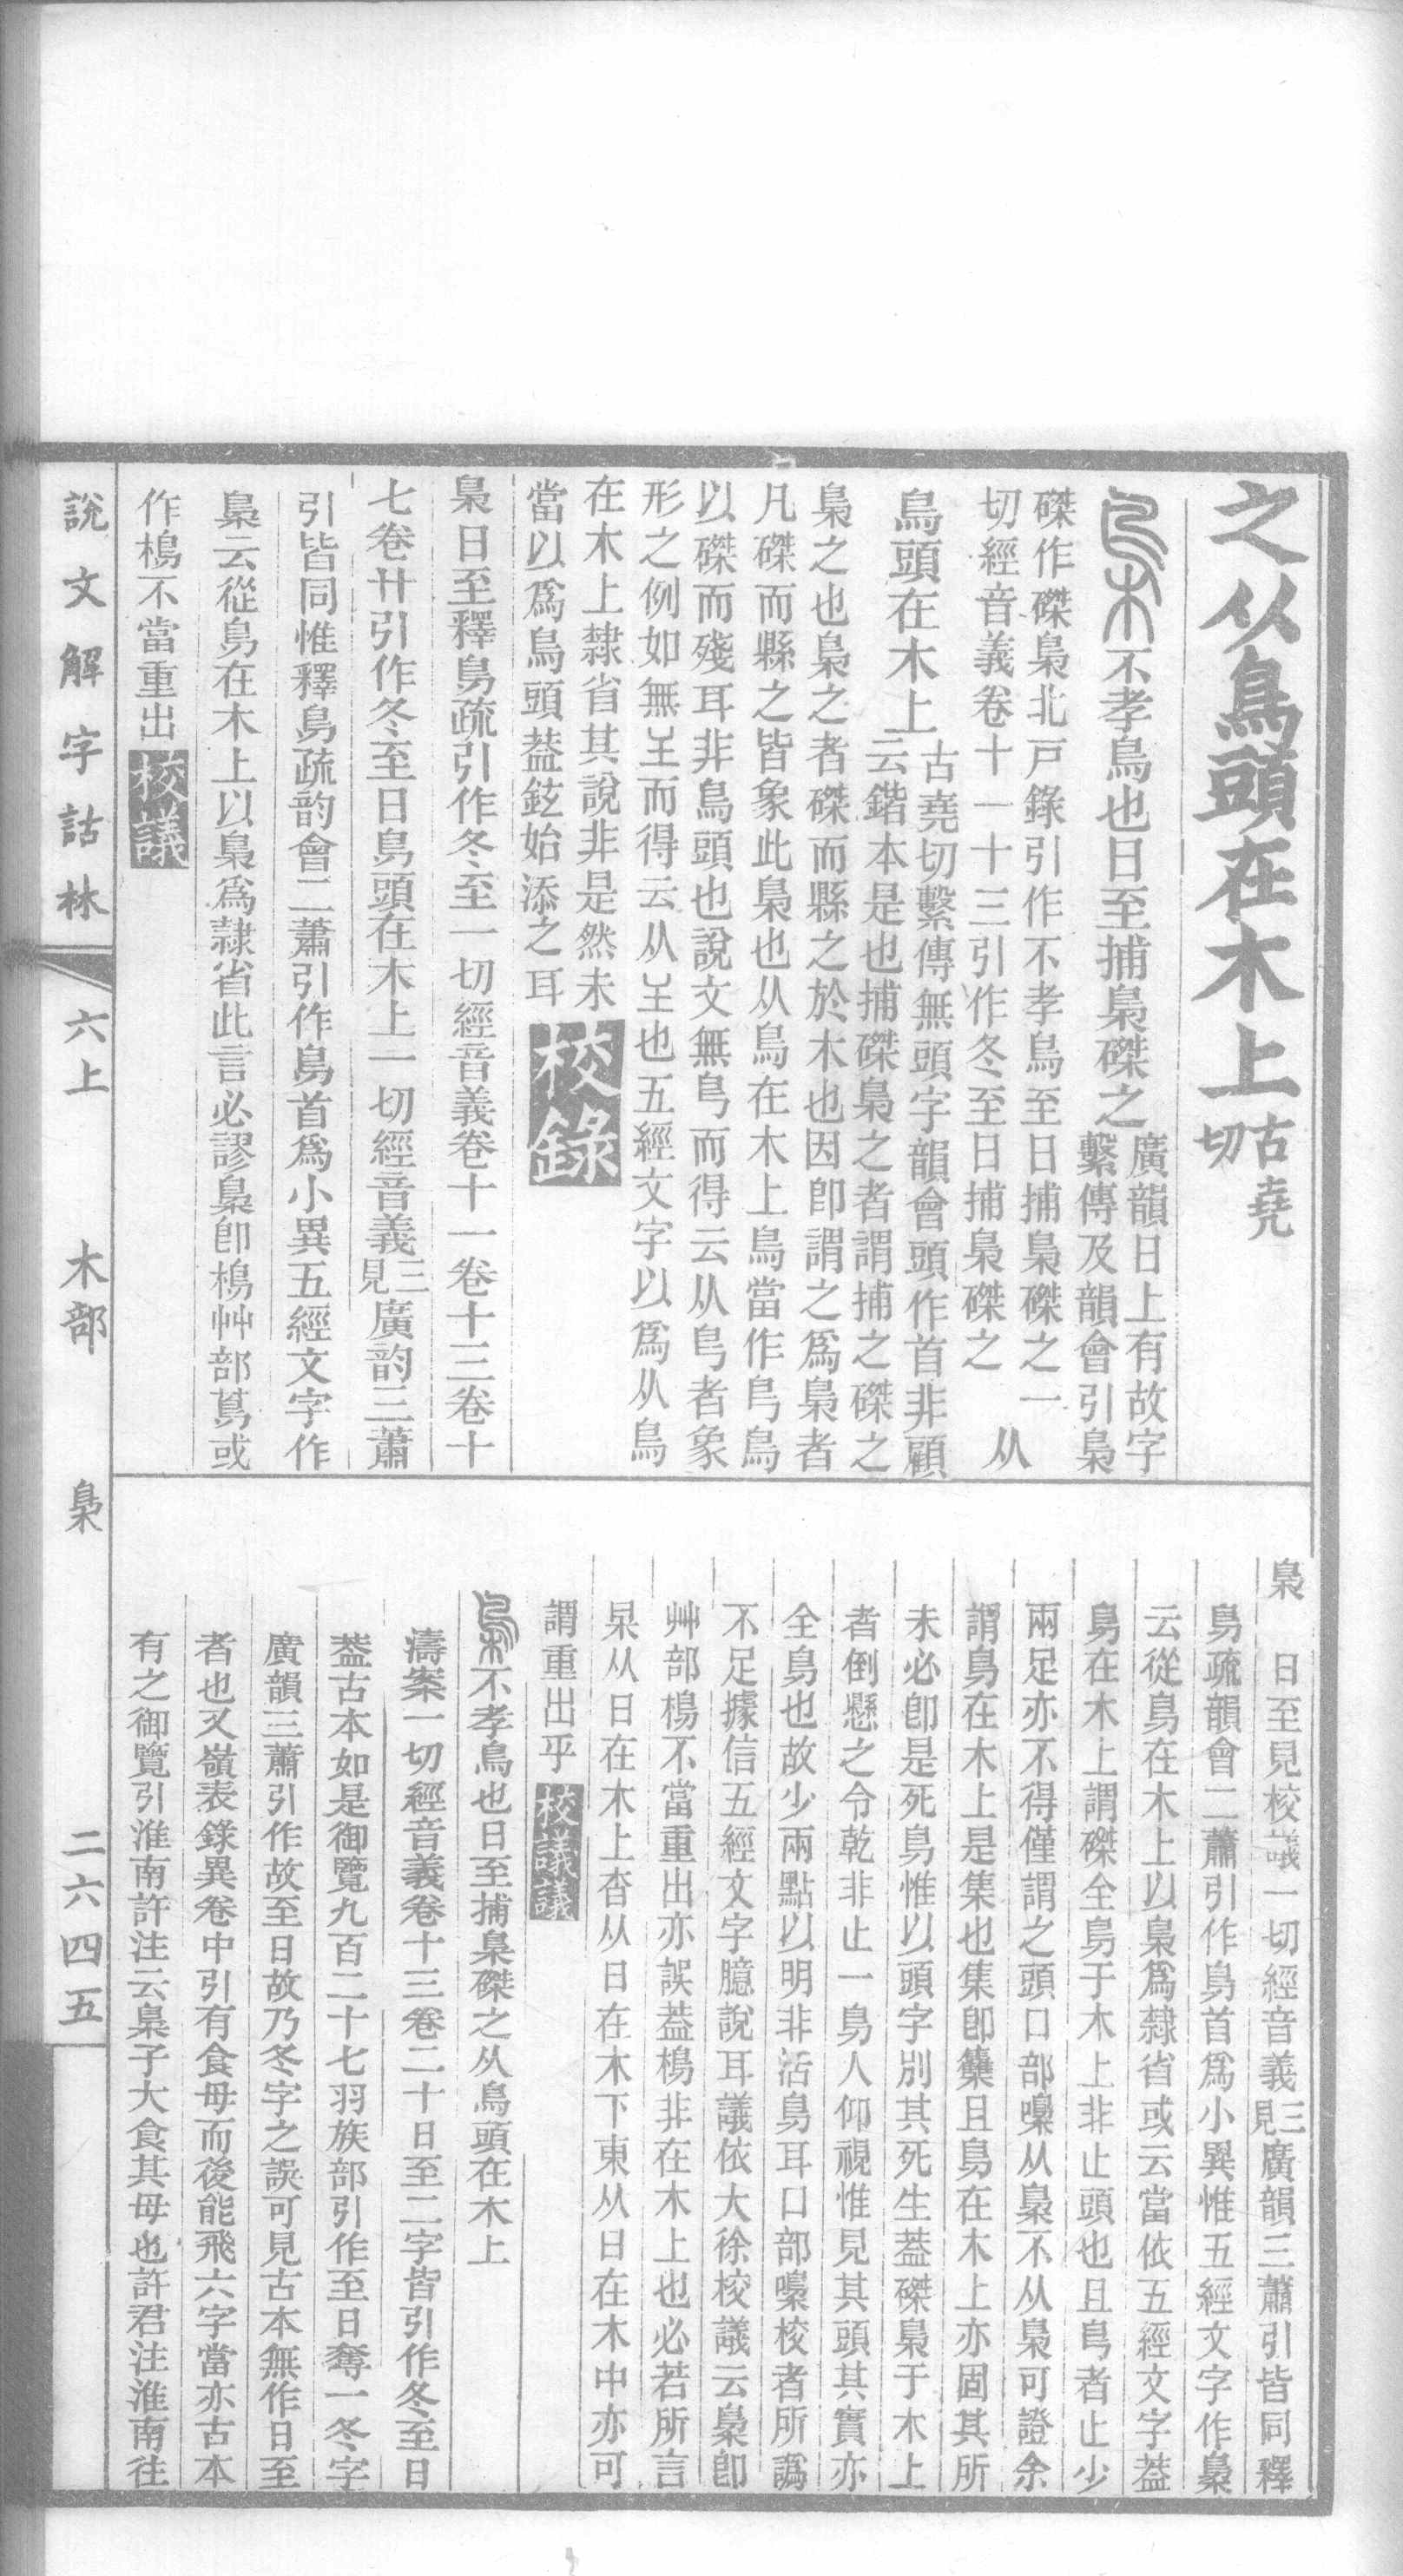 之从鳥頭在木上古堯切
不孝鳥也日至捕梟磔之廣韻日上有故字繫傳及韻會引梟
磔作磔梟北戸錄引作不孝鳥至日捕梟磔之一切經音義卷十一十三引作冬至日捕梟磔之从
鳥頭在木上古堯切繫傳無頭字韻會頭作首非顧云鍇本是也捕磔梟之者謂捕之磔之
梟之也梟之者磔而縣之於木也因卽謂之爲梟者
凡磔而縣之皆象此梟也从鳥在木上鳥當作𠃬鳥
以磔而殘耳非鳥頭也說文無𠃬而得云从𠃬者象
形之例如無𡈼而得云从𡈼也五經文字以爲从鳥
在木上隸省其說非是然未
當以爲鳥頭葢鉉始添之耳校錄
梟日至釋鳥疏引作冬至一切經音義卷十一卷十三卷十
七卷廿引作冬至日鳥頭在木上一切經音義三見廣韵三蕭
引皆同惟釋鳥疏韵會二蕭引作鳥首爲小異五經文字作
梟云從鳥在木上以梟爲隸省此言必謬梟卽樢艸部蔦或
作樢不當重出校議
說文解字詁林 六上 木部 梟 二六四五
梟 日至見校議一切經音義三見廣韻三蕭引皆同釋
鳥疏韻會二蕭引作鳥首爲小異惟五經文字作梟
云從鳥在木上以梟爲隸省或云當依五經文字葢
鳥在木上謂磔全鳥于木上非止頭也且𠃬者止少
兩足亦不得僅謂之頭口部嘄从梟不从梟可證余
謂鳥在木上是集也集卽雧且鳥在木上亦固其所
未必卽是死鳥惟以頭字別其死生葢磔梟于木上
者倒懸之令乾非止一鳥人仰視惟見其頭其實亦
全鳥也故少兩點以明非活鳥耳口部嘄校者所譌
不足據信五經文字臆說耳議依大徐校議云梟卽
艸部樢不當重出亦誤葢樢非在木上也必若所言
杲从日在木上杳从日在木下東从日在木中亦可
謂重出乎校議議
不孝鳥也日至捕梟磔之从鳥頭在木上
濤案一切經音義卷十三卷二十日至二字皆引作冬至日
葢古本如是御覽九百二十七羽族部引作至日奪一冬字
廣韻三蕭引作故至日故乃冬字之誤可見古本無作日至
者也又嶺表錄異卷中引有食母而後能飛六字當亦古本
有之御覽引淮南許注云梟子大食其母也許君注淮南往